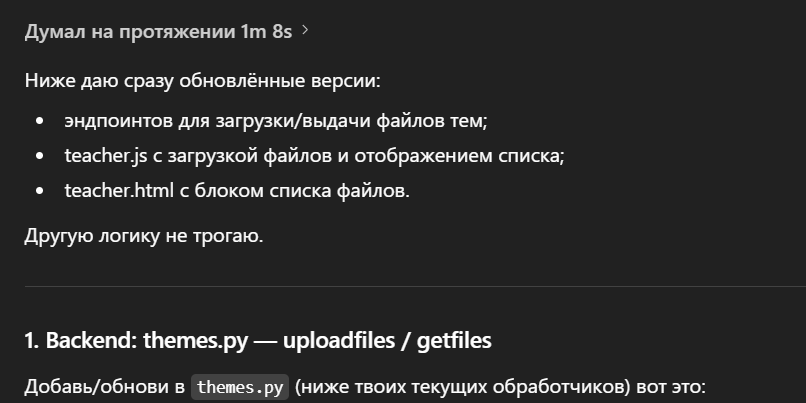 Думал на протяжении 1m 8s
Ниже даю сразу обновлённые версии:
• эндпоинтов для загрузки/выдачи файлов тем;
• teacher.js с загрузкой файлов и отображением списка;
• teacher.html с блоком списка файлов.
Другую логику не трогаю.
1. Backend: themes.py — uploadfiles / getfiles
Добавь/обнови в themes.py (ниже твоих текущих обработчиков) вот это: